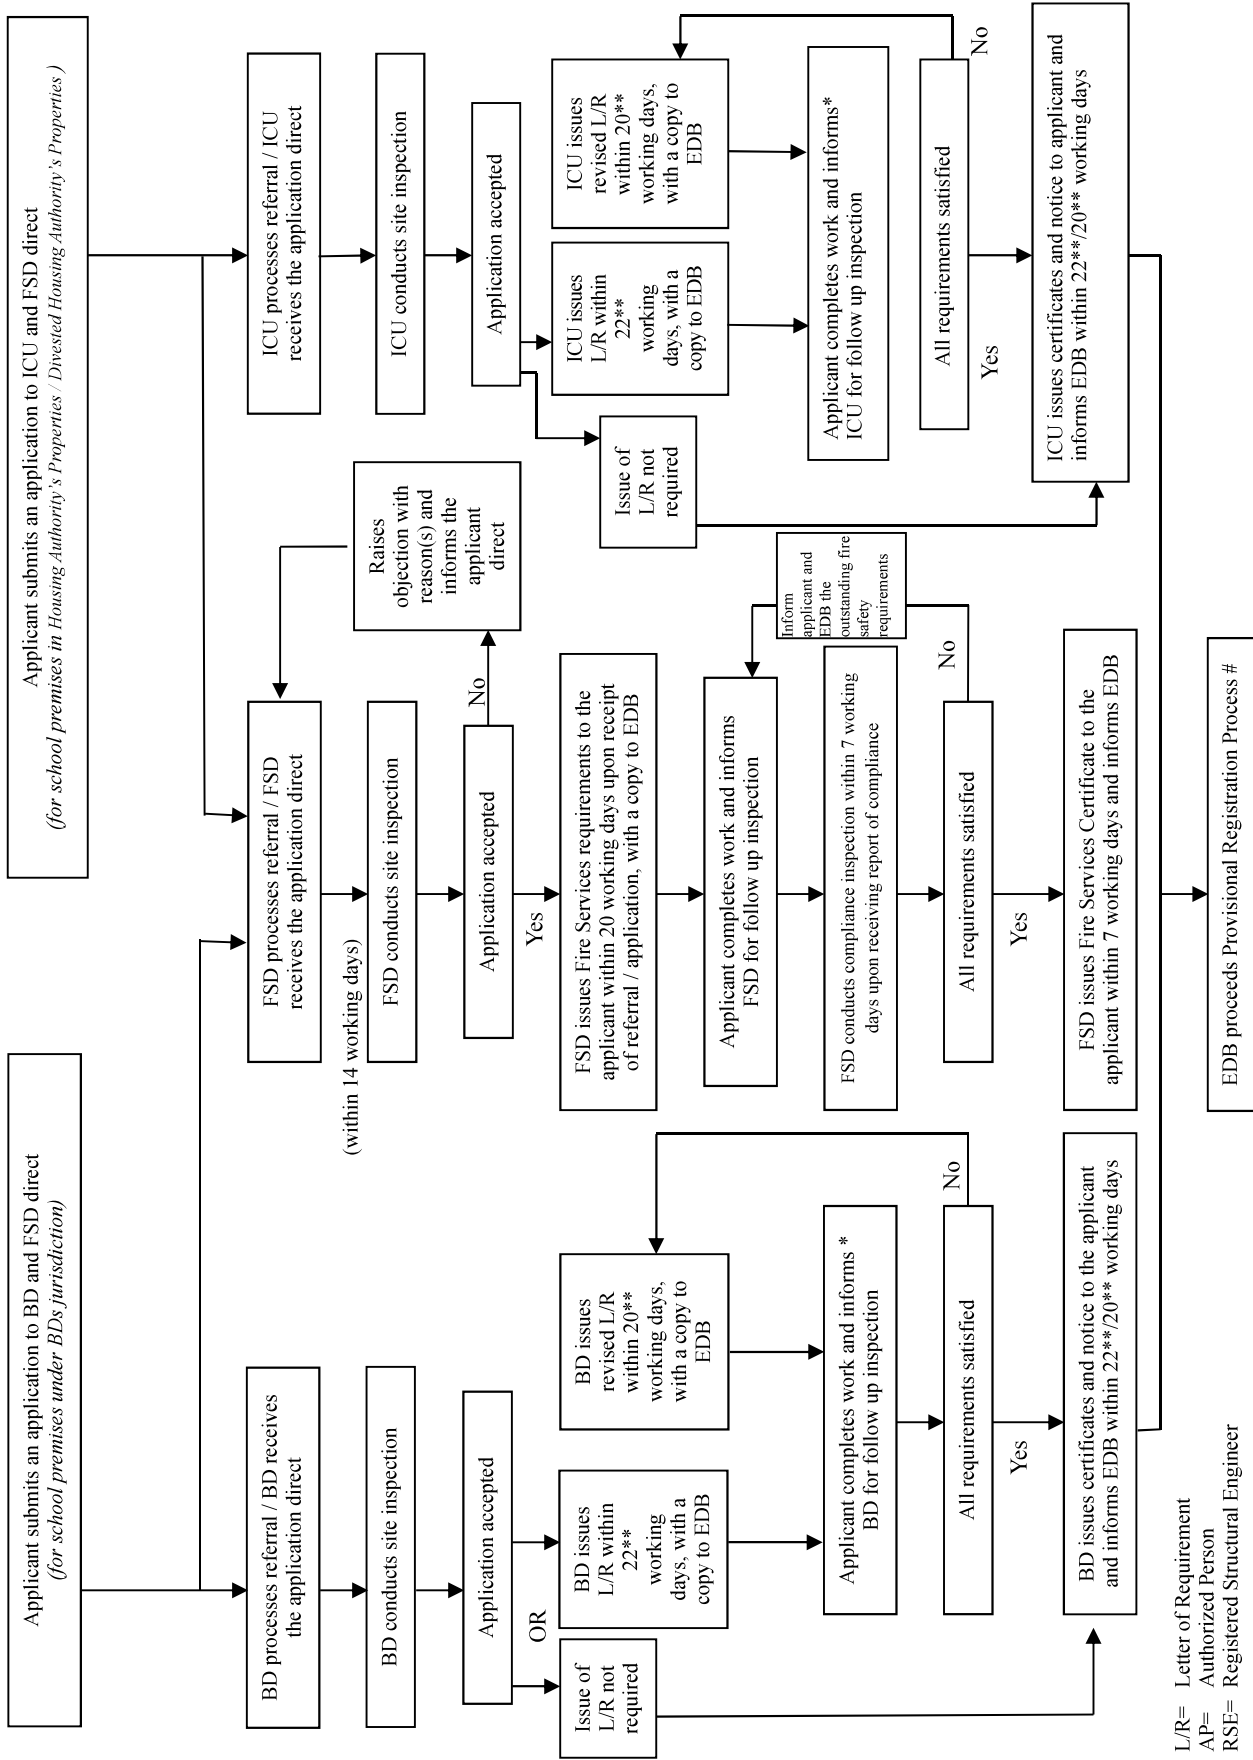 Applicant submits an application to BD and FSD direct
(for school premises under BDs jurisdiction)
Applicant submits an application to ICU and FSD direct
(for school premises in Housing Authority's Properties / Divested Housing Authority's Properties )
BD processes referral / BD receives
the application direct
FSD processes referral / FSD
receives the application direct
ICU processes referral / ICU
receives the application direct
(within 14 working days)
BD conducts site inspection
FSD conducts site inspection
ICU conducts site inspection
Raises
objection with
reason(s) and
informs the
applicant
direct
Application accepted
Application accepted
No
Application accepted
OR
Yes
Issue of
L/R not
required
BD issues
L/R within
22**
working
days, with a
copy to EDB
BD issues
revised L/R
within 20**
working days,
with a copy to
EDB
FSD issues Fire Services requirements to the
applicant within 20 working days upon receipt
of referral / application, with a copy to EDB
Issue of
L/R not
required
ICU issues
L/R within
22**
working
days, with a
copy to EDB
ICU issues
revised L/R
within 20**
working days,
with a copy to
EDB
Applicant completes work and informs
FSD for follow up inspection
Inform
applicant and
EDB the
outstanding fire
safety
requirements
Applicant completes work and informs *
BD for follow up inspection
FSD conducts compliance inspection within 7 working
days upon receiving report of compliance
Applicant completes work and informs*
ICU for follow up inspection
All requirements satisfied
No
All requirements satisfied
No
All requirements satisfied
No
Yes
Yes
Yes
BD issues certificates and notice to the applicant
and informs EDB within 22**/20** working days
FSD issues Fire Services Certificate to the
applicant within 7 working days and informs EDB
ICU issues certificates and notice to applicant and
informs EDB within 22**/20** working days
EDB proceeds Provisional Registration Process #
L/R= Letter of Requirement
AP= Authorized Person
RSE= Registered Structural Engineer